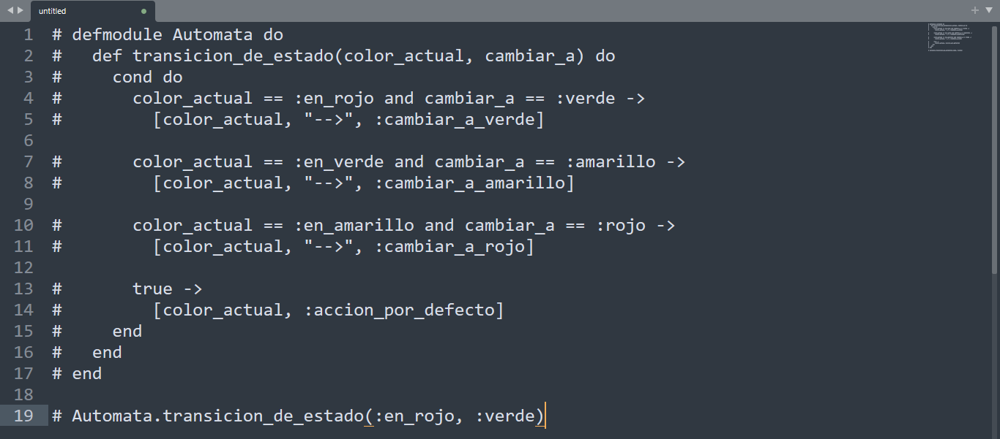 untitled
1 # defmodule Automata do
2 #   def transicion_de_estado(color_actual, cambiar_a) do
3 #     cond do
4 #       color_actual == :en_rojo and cambiar_a == :verde ->
5 #         [color_actual, "-->", :cambiar_a_verde]
6
7 #       color_actual == :en_verde and cambiar_a == :amarillo ->
8 #         [color_actual, "-->", :cambiar_a_amarillo]
9
10 #       color_actual == :en_amarillo and cambiar_a == :rojo ->
11 #         [color_actual, "-->", :cambiar_a_rojo]
12
13 #       true ->
14 #         [color_actual, :accion_por_defecto]
15 #     end
16 #   end
17 # end
18
19 # Automata.transicion_de_estado(:en_rojo, :verde)